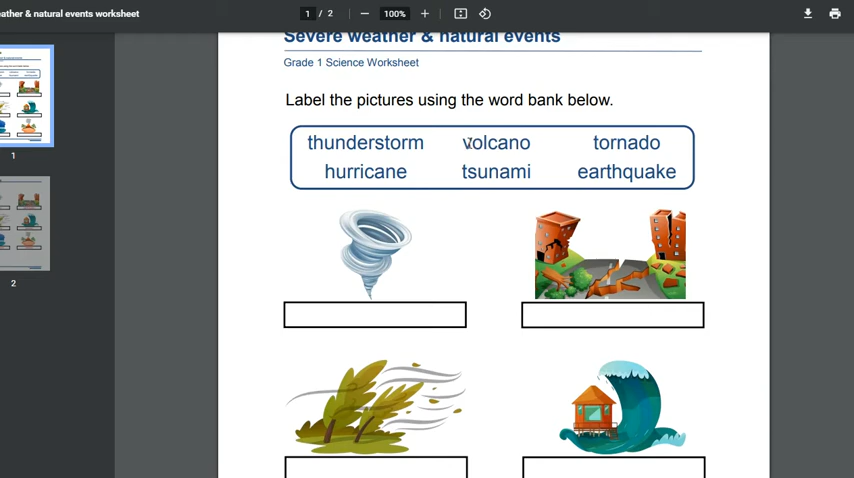 ather & natural events worksheet
1 / 2
100%
Severe weather & natural events
Grade 1 Science Worksheet
Label the pictures using the word bank below.
thunderstorm volcano tornado
hurricane tsunami earthquake
1
2